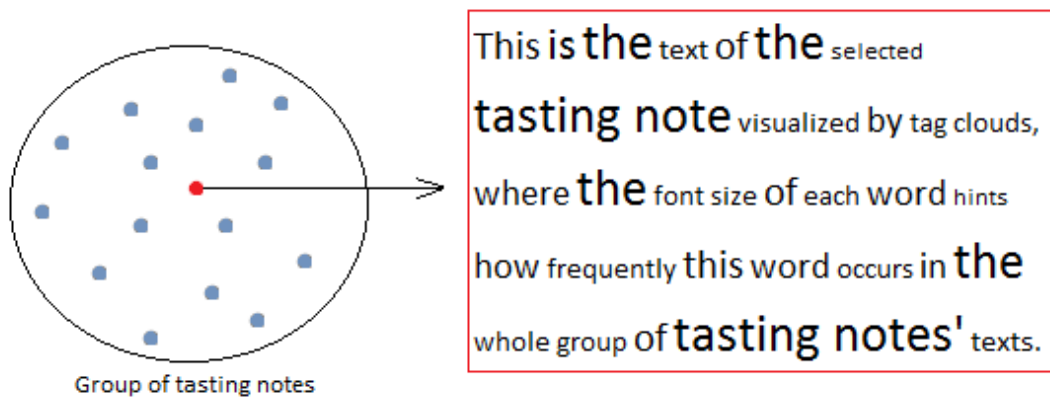 This is the text of the selected
tasting note visualized by tag clouds,
where the font size of each word hints
how frequently this word occurs in the
whole group of tasting notes' texts.
Group of tasting notes